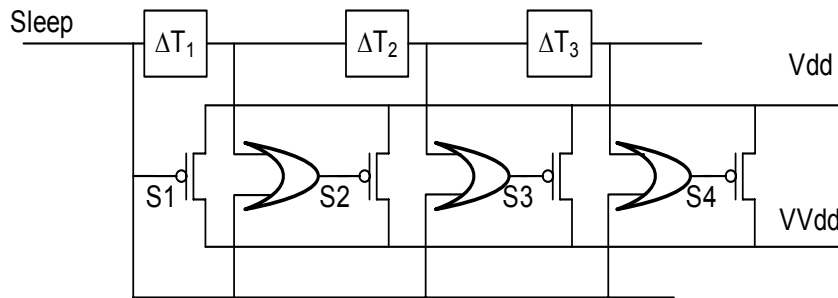 Sleep
ΔT1
ΔT2
ΔT3
Vdd
S1
S2
S3
S4
VVdd